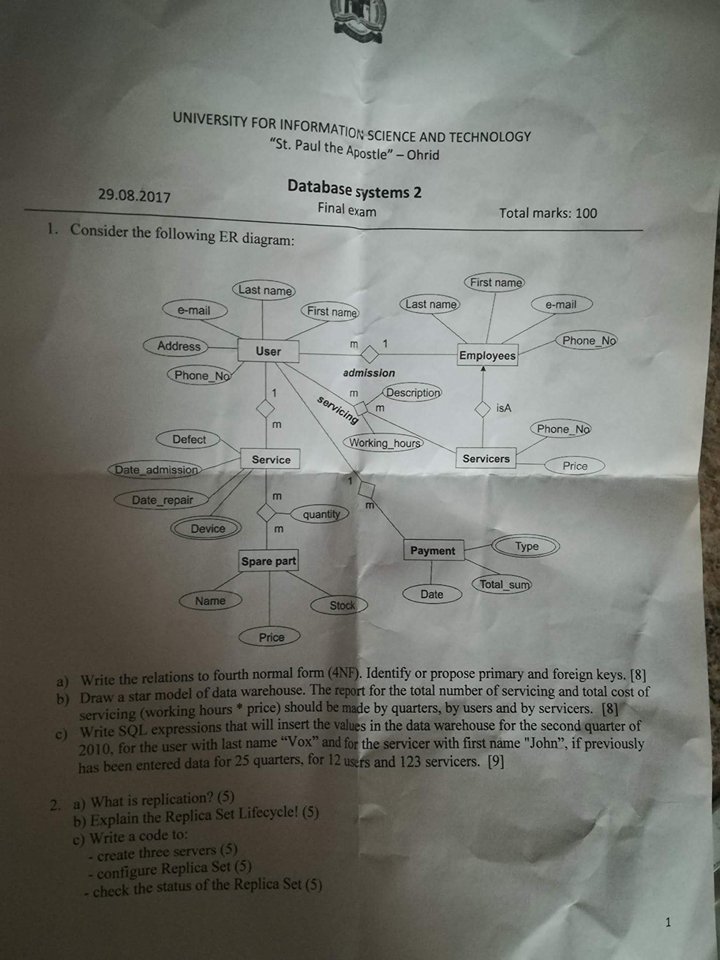 UNIVERSITY FOR INFORMATION SCIENCE AND TECHNOLOGY
“St. Paul the Apostle” – Ohrid
Database systems 2
29.08.2017
Final exam
Total marks: 100
1. Consider the following ER diagram:
First name
Last name
Last name
e-mail
First name
e-mail
Address
User
m
1
Employees
Phone_No
Phone_No
admission
1
m
Description
servicing
m
isA
m
Working_hours
Phone_No
Defect
Service
Servicers
Price
Date_admission
1
Date_repair
m
m
quantity
Device
m
Payment
Type
Spare part
Total_sum
Name
Date
Stock
Price
a) Write the relations to fourth normal form (4NF). Identify or propose primary and foreign keys. [8]
b) Draw a star model of data warehouse. The report for the total number of servicing and total cost of
servicing (working hours * price) should be made by quarters, by users and by servicers. [8]
c) Write SQL expressions that will insert the values in the data warehouse for the second quarter of
2010, for the user with last name “Vox” and for the servicer with first name "John”, if previously
has been entered data for 25 quarters, for 12 users and 123 servicers. [9]
2. a) What is replication? (5)
b) Explain the Replica Set Lifecycle! (5)
c) Write a code to:
- create three servers (5)
- configure Replica Set (5)
- check the status of the Replica Set (5)
1